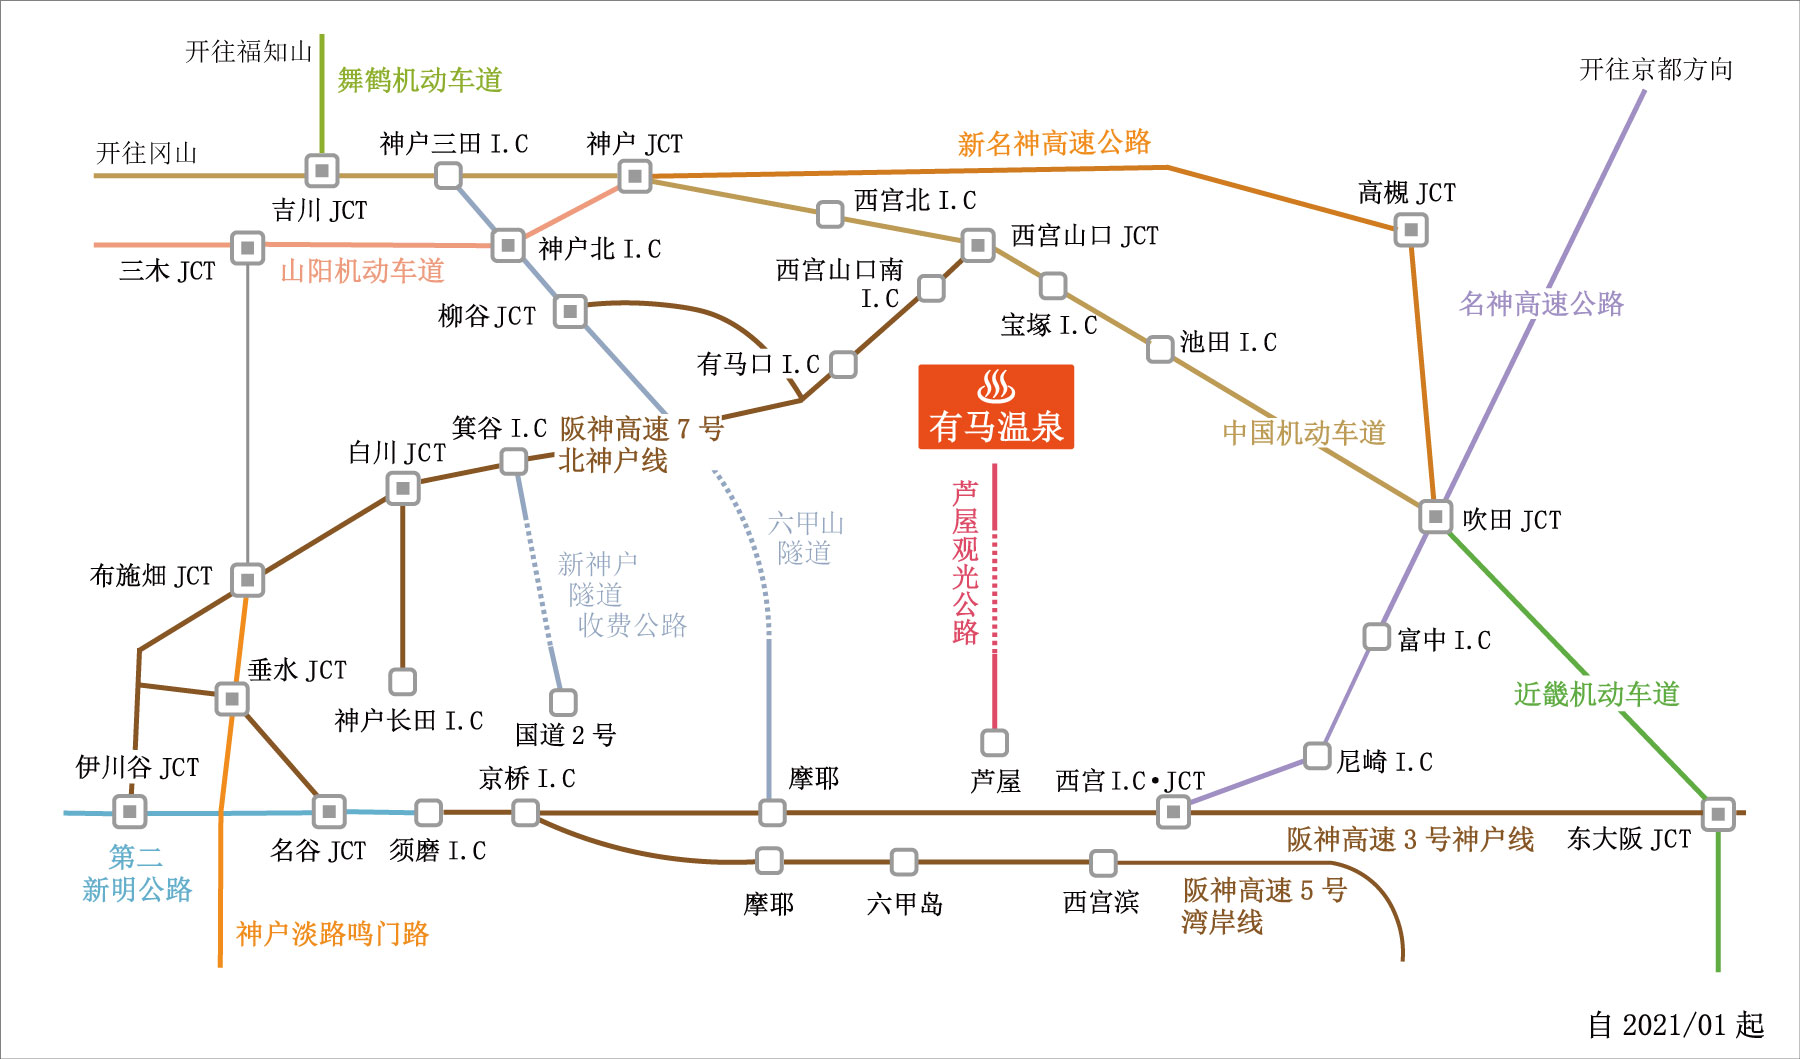 开往福知山
舞鹤机动车道
开往京都方向
开往冈山
神户三田 I.C
神户 JCT
新名神高速公路
吉川 JCT
西宫北 I.C
高槻 JCT
三木 JCT
山阳机动车道
神户北 I.C
西宫山口 JCT
西宫山口南
I.C
柳谷 JCT
宝塚 I.C
名神高速公路
有马口 I.C
池田 I.C
有马温泉
箕谷 I.C
阪神高速 7 号
北神户线
中国机动车道
白川 JCT
芦屋观光公路
六甲山
隧道
吹田 JCT
新神户
隧道
收费公路
布施畑 JCT
富中 I.C
垂水 JCT
近畿机动车道
神户长田 I.C
国道 2 号
伊川谷 JCT
京桥 I.C
摩耶
芦屋
西宫 I.C・JCT
尼崎 I.C
名谷 JCT
须磨 I.C
阪神高速 3 号神户线
东大阪 JCT
第二
新明公路
摩耶
六甲岛
西宫滨
阪神高速 5 号
湾岸线
神户淡路鸣门路
自 2021/01 起